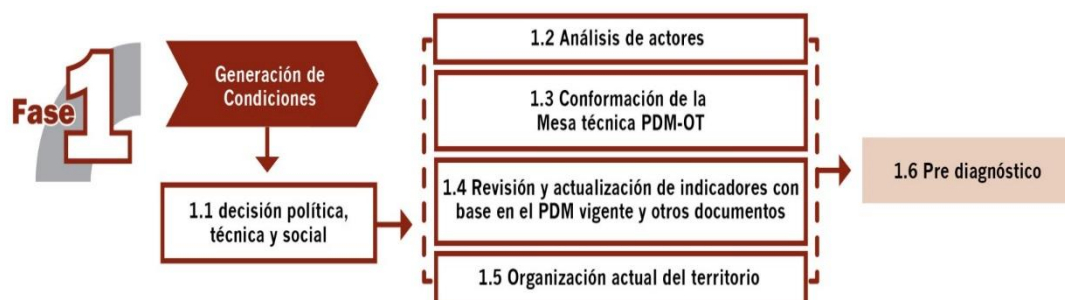 Fase 1
Generación de
Condiciones
1.1 decisión política,
técnica y social
1.2 Análisis de actores
1.3 Conformación de la
Mesa técnica PDM-OT
1.4 Revisión y actualización de indicadores con
base en el PDM vigente y otros documentos
1.5 Organización actual del territorio
1.6 Pre diagnóstico